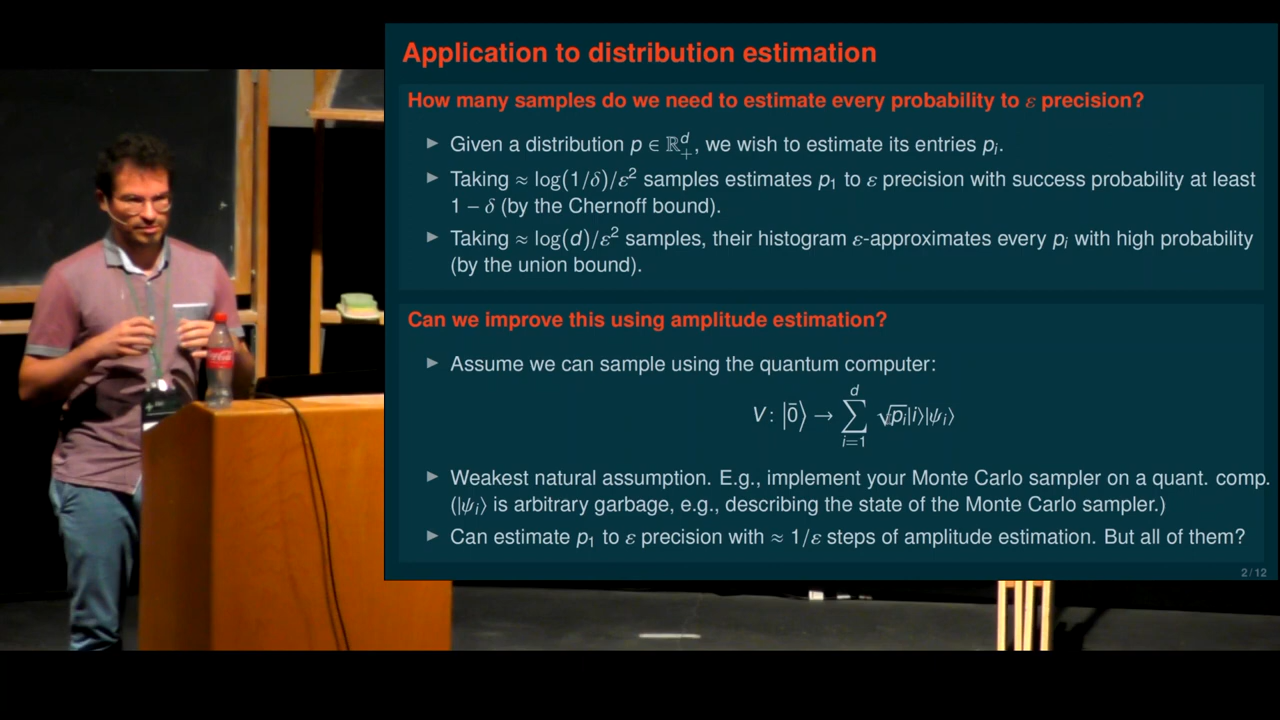 Application to distribution estimation
How many samples do we need to estimate every probability to ε precision?
▶ Given a distribution p ∈ ℝ₊ᵈ, we wish to estimate its entries pᵢ.
▶ Taking ≈ log(1/δ)/ε² samples estimates p₁ to ε precision with success probability at least
1 − δ (by the Chernoff bound).
▶ Taking ≈ log(d)/ε² samples, their histogram ε-approximates every pᵢ with high probability
(by the union bound).
Can we improve this using amplitude estimation?
▶ Assume we can sample using the quantum computer:
V: |0̄⟩ → ∑ᵢ₌₁ᵈ √pᵢ|i⟩|ψᵢ⟩
▶ Weakest natural assumption. E.g., implement your Monte Carlo sampler on a quant. comp.
(|ψᵢ⟩ is arbitrary garbage, e.g., describing the state of the Monte Carlo sampler.)
▶ Can estimate p₁ to ε precision with ≈ 1/ε steps of amplitude estimation. But all of them?
2/12